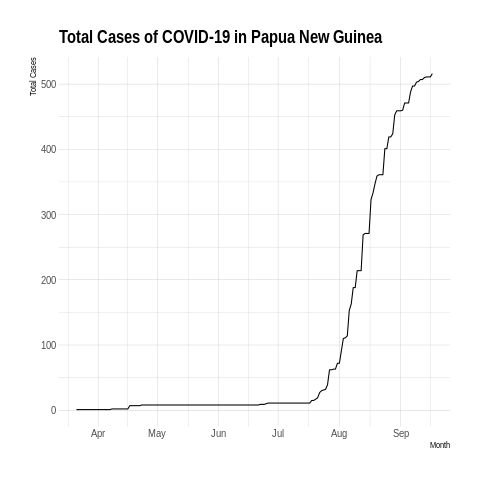 Total Cases of COVID-19 in Papua New Guinea
Total Cases
500
400
300
200
100
0
Apr May Jun Jul Aug Sep
Month